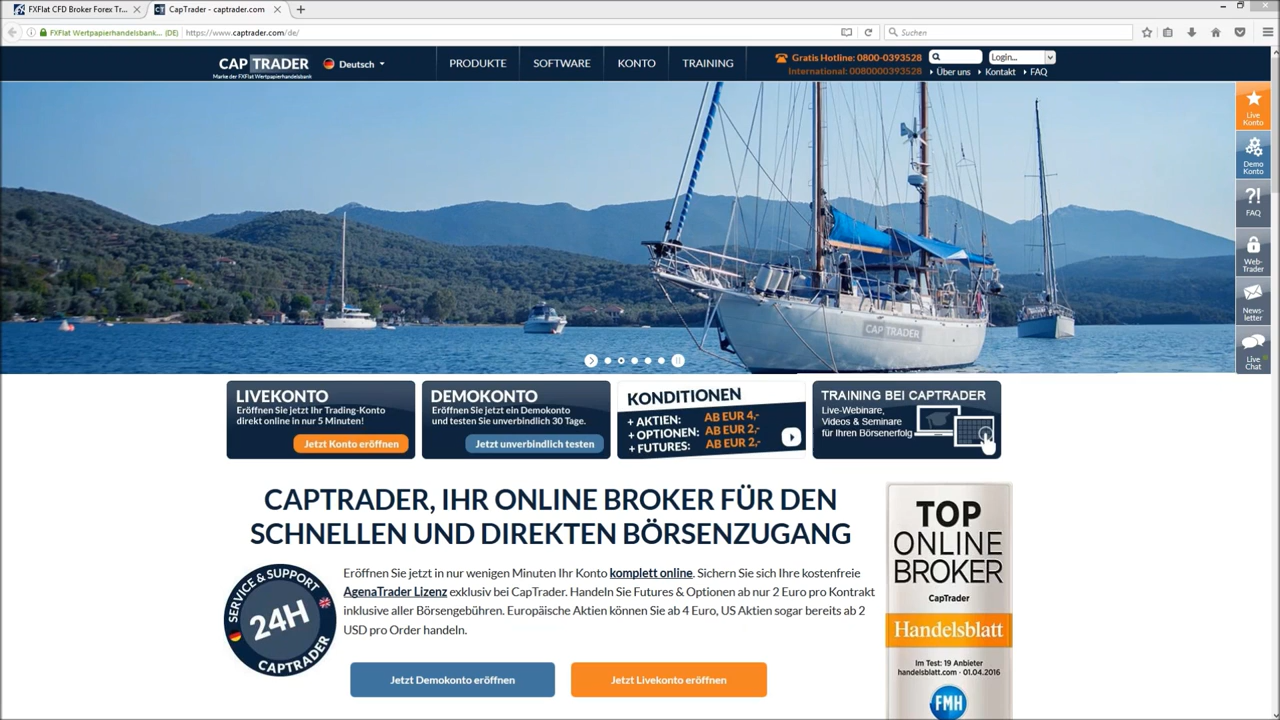 FXFlat CFD Broker Forex Tr...
CapTrader - captrader.com
FXFlat Wertpapierhandelsbank... (DE)
https://www.captrader.com/de/
Suchen
CAP TRADER
Marke der FXFlat Wertpapierhandelsbank
Deutsch
PRODUKTE
SOFTWARE
KONTO
TRAINING
Gratis Hotline: 0800-0393528
International: 0080000393528
Login...
Über uns
Kontakt
FAQ
Live
Konto
Demo
Konto
?!
FAQ
Web-
Trader
News-
letter
Live
Chat
CAP TRADER
LIVEKONTO
Eröffnen Sie jetzt Ihr Trading-Konto
direkt online in nur 5 Minuten!
Jetzt Konto eröffnen
DEMOKONTO
Eröffnen Sie jetzt ein Demokonto
und testen Sie unverbindlich 30 Tage.
Jetzt unverbindlich testen
KONDITIONEN
+ AKTIEN: AB EUR 4,-
+ OPTIONEN: AB EUR 2,-
+ FUTURES: AB EUR 2,-
TRAINING BEI CAPTRADER
Live-Webinare,
Videos & Seminare
für Ihren Börsenerfolg
CAPTRADER, IHR ONLINE BROKER FÜR DEN
SCHNELLEN UND DIREKTEN BÖRSENZUGANG
SERVICE & SUPPORT
24H
CAPTRADER
Eröffnen Sie jetzt in nur wenigen Minuten Ihr Konto komplett online. Sichern Sie sich Ihre kostenfreie
AgenaTrader Lizenz exklusiv bei CapTrader. Handeln Sie Futures & Optionen ab nur 2 Euro pro Kontrakt
inklusive aller Börsengebühren. Europäische Aktien können Sie ab 4 Euro, US Aktien sogar bereits ab 2
USD pro Order handeln.
Jetzt Demokonto eröffnen
Jetzt Livekonto eröffnen
TOP
ONLINE
BROKER
CapTrader
Handelsblatt
Im Test: 19 Anbieter
handelsblatt.com - 01.04.2016
FMH